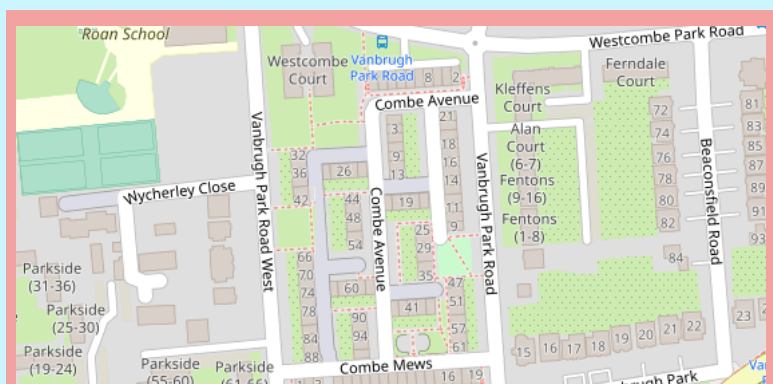 Roan School
Westcombe Park Road
Westcombe
Court
Vanbrugh
Park Road
8
2
Ferndale
Court
Kleffens
Court
Combe Avenue
72
81
3
21
Alan
Court
(6-7)
Fentons
(9-16)
Fentons
(1-8)
74
83
18
76
85
32
9
16
36
26
13
14
78
87
Vanbrugh Park Road West
Wycherley Close
42
44
19
11
80
89
48
9
82
91
Combe Avenue
Vanbrugh Park Road
Beaconsfield Road
25
54
29
93
66
35
84
Parkside
(31-36)
70
60
47
74
41
51
78
90
57
Parkside
(25-30)
84
94
61
88
23
22
21
20
19
18
17
16
15
Parkside
(19-24)
Combe Mews
Parkside
(55-60)
Parkside
(61-66)
16
19